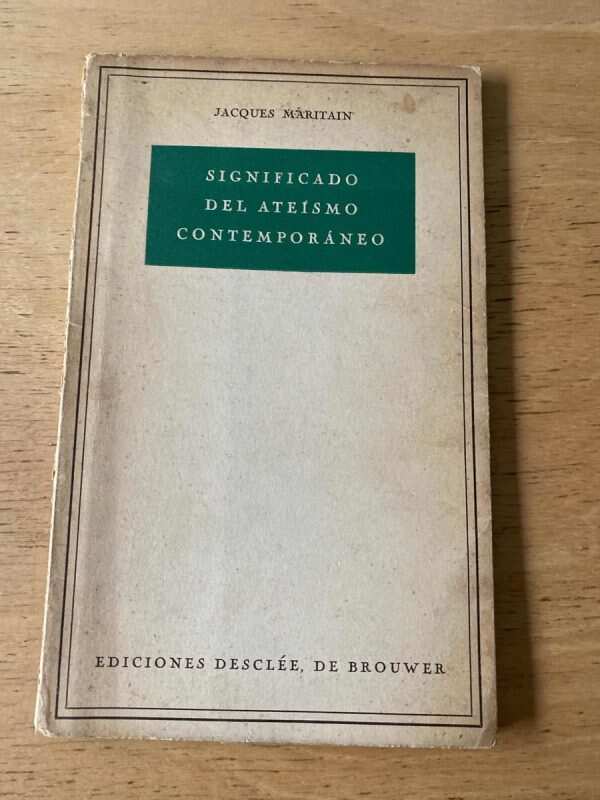 JACQUES MARITAIN
SIGNIFICADO
DEL ATEÍSMO
CONTEMPORÁNEO
EDICIONES DESCLÉE, DE BROUWER